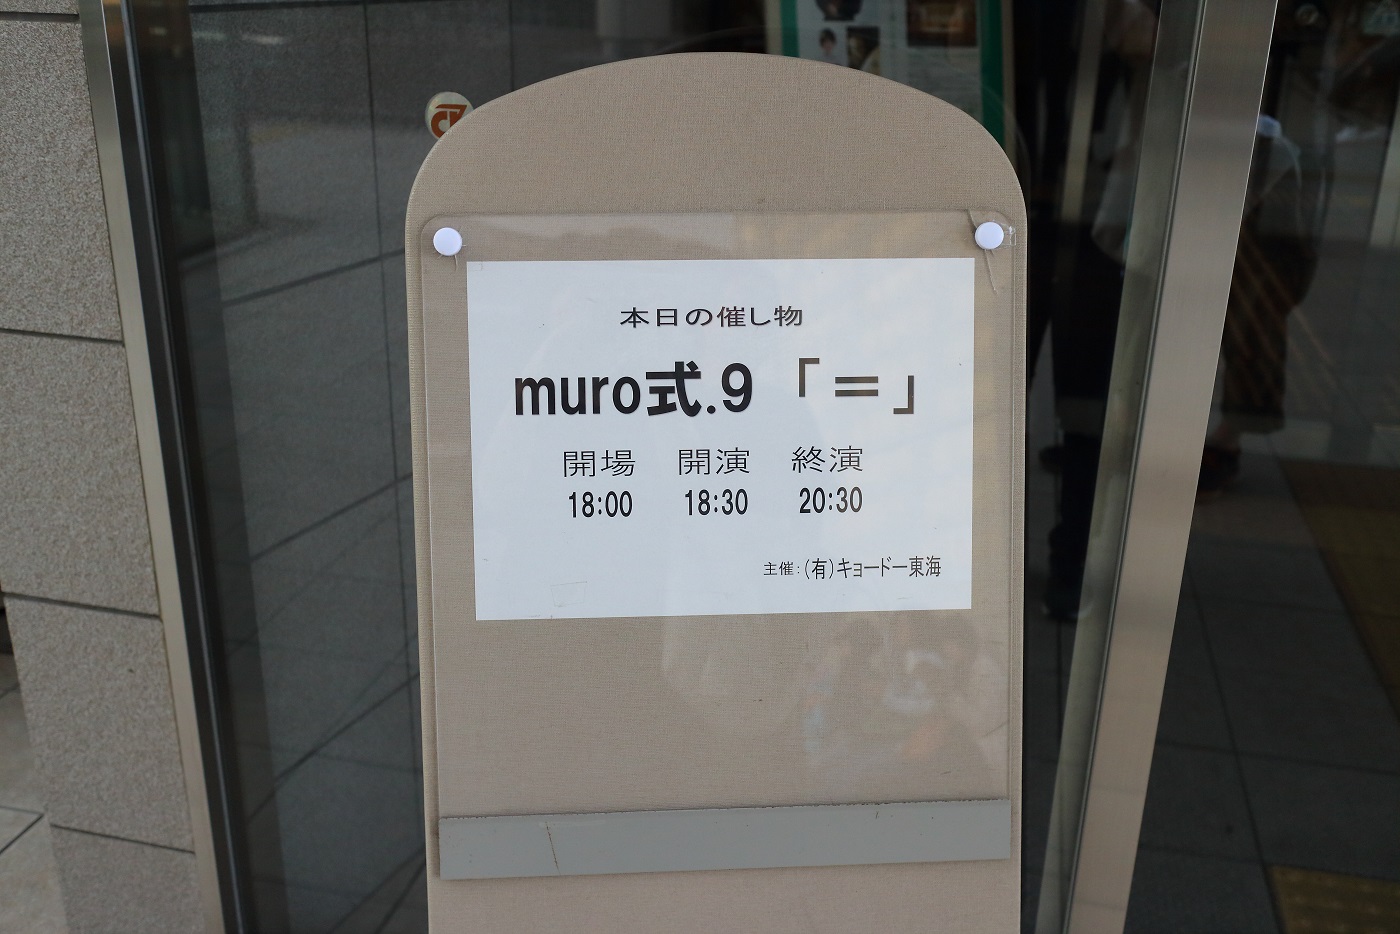 本日の催し物
muro式.9 「＝」
開場 開演 終演
18:00 18:30 20:30
主催：(有)キョードー東海